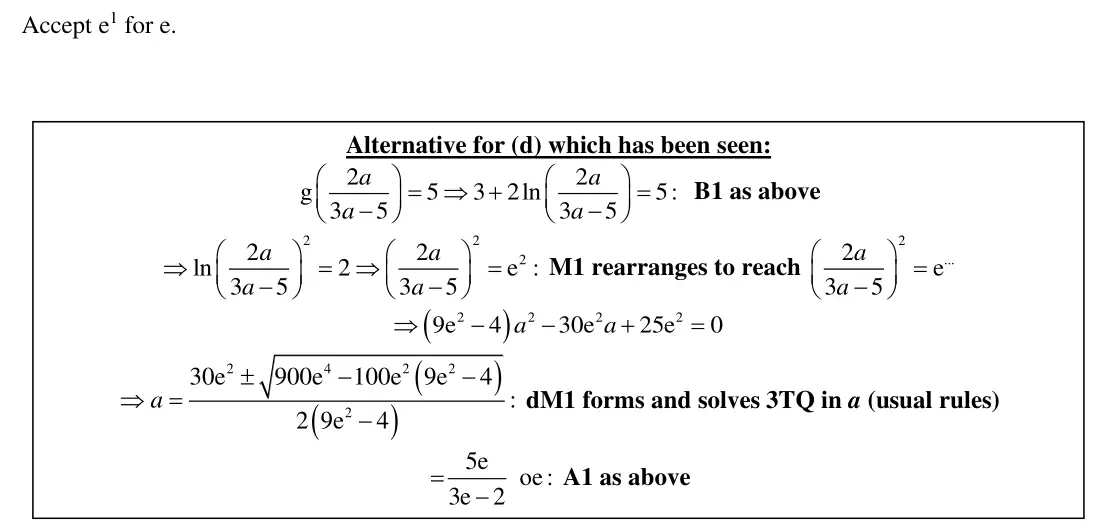 Accept e¹ for e.
Alternative for (d) which has been seen:
g(2a/(3a − 5)) = 5 ⇒ 3 + 2ln(2a/(3a − 5)) = 5 : B1 as above
⇒ ln(2a/(3a − 5))² = 2 ⇒ (2a/(3a − 5))² = e² : M1 rearranges to reach (2a/(3a − 5))² = e^…
⇒ (9e² − 4)a² − 30e²a + 25e² = 0
⇒ a = (30e² ± √(900e⁴ − 100e²(9e² − 4)))/(2(9e² − 4)) : dM1 forms and solves 3TQ in a (usual rules)
= 5e/(3e − 2) oe : A1 as above